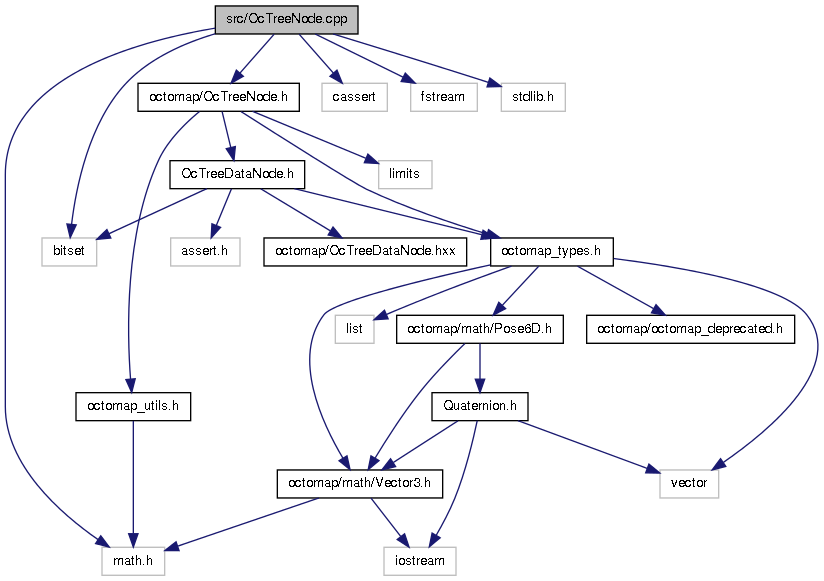 src/OcTreeNode.cpp
octomap/OcTreeNode.h
cassert
fstream
stdlib.h
OcTreeDataNode.h
limits
bitset
assert.h
octomap/OcTreeDataNode.hxx
octomap_types.h
list
octomap/math/Pose6D.h
octomap/octomap_deprecated.h
octomap_utils.h
Quaternion.h
octomap/math/Vector3.h
vector
math.h
iostream